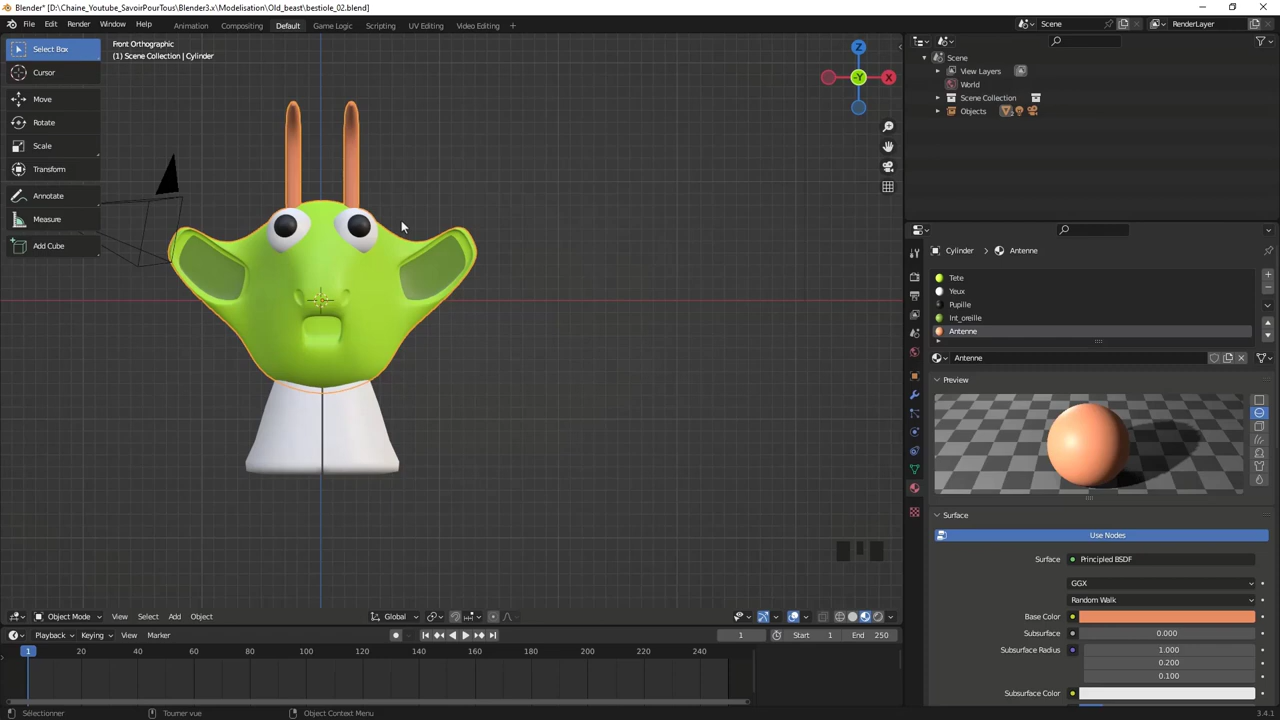 Blender* [D:\Chaine_Youtube_SavoirPourTous\Blender3.x\Modelisation\Old_beast\bestiole_02.blend]
File Edit Render Window Help Animation Compositing Default Game Logic Scripting UV Editing Video Editing Scene RenderLayer
Select Box
Cursor
Move
Rotate
Scale
Transform
Annotate
Measure
Add Cube
Front Orthographic
(1) Scene Collection | Cylinder
Z
-Y
X
Scene
View Layers
World
Scene Collection
Objects
Cylinder Antenne
Tete
Yeux
Pupille
Int_oreille
Antenne
Antenne
Preview
Surface
Use Nodes
Surface Principled BSDF
GGX
Random Walk
Base Color
Subsurface 0.000
Subsurface Radius 1.000
0.200
0.100
Subsurface Color
Object Mode View Select Add Object Global
Playback Keying View Marker 1 Start 1 End 250
1 20 40 60 80 100 120 140 160 180 200 220 240
Sélectionner Tourner vue Object Context Menu 3.4.1